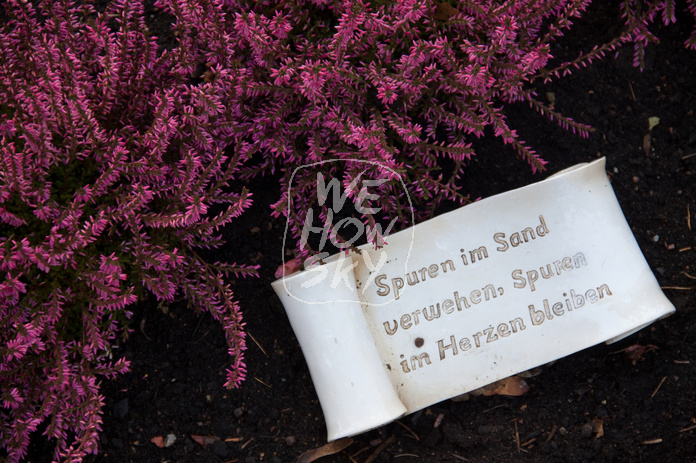 WE
HOW
SKY
Spuren im Sand
verwehen, Spuren
im Herzen bleiben